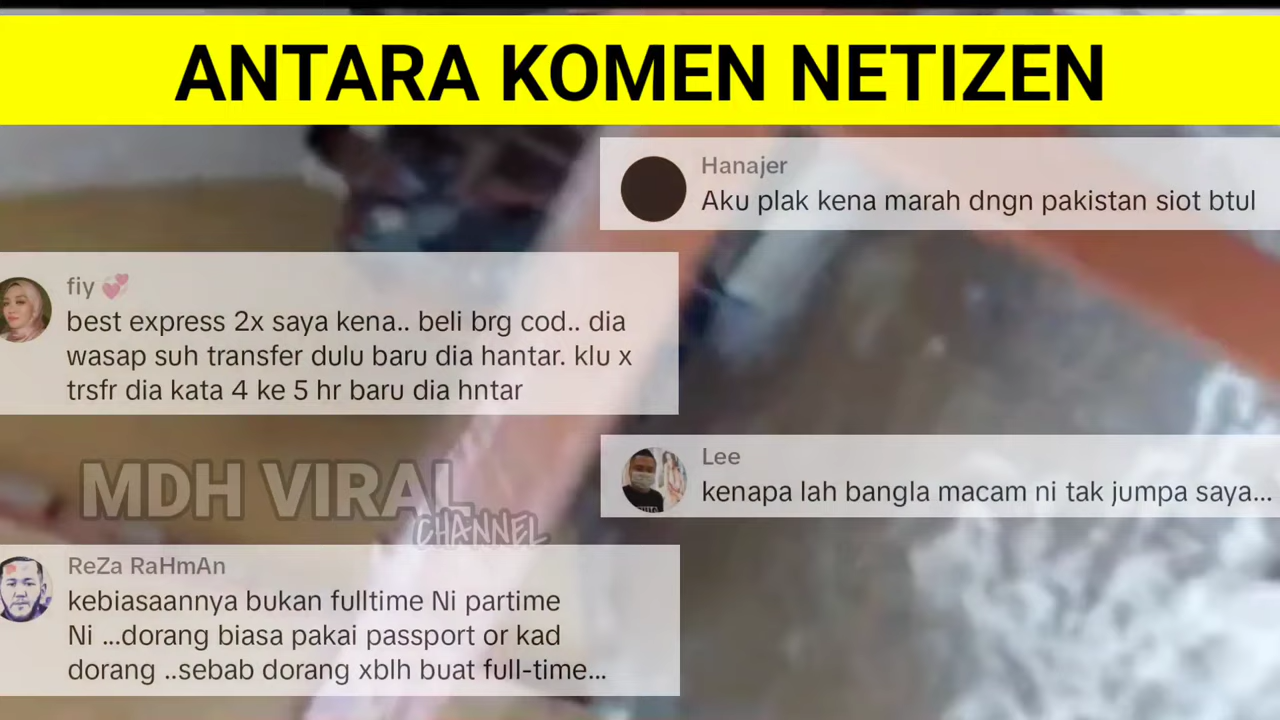 ANTARA KOMEN NETIZEN
Hanajer
Aku plak kena marah dngn pakistan siot btul
fiy 💞
best express 2x saya kena.. beli brg cod.. dia
wasap suh transfer dulu baru dia hantar. klu x
trsfr dia kata 4 ke 5 hr baru dia hntar
Lee
kenapa lah bangla macam ni tak jumpa saya...
MDH VIRAL
CHANNEL
ReZa RaHmAn
kebiasaannya bukan fulltime Ni partime
Ni ...dorang biasa pakai passport or kad
dorang ..sebab dorang xblh buat full-time...